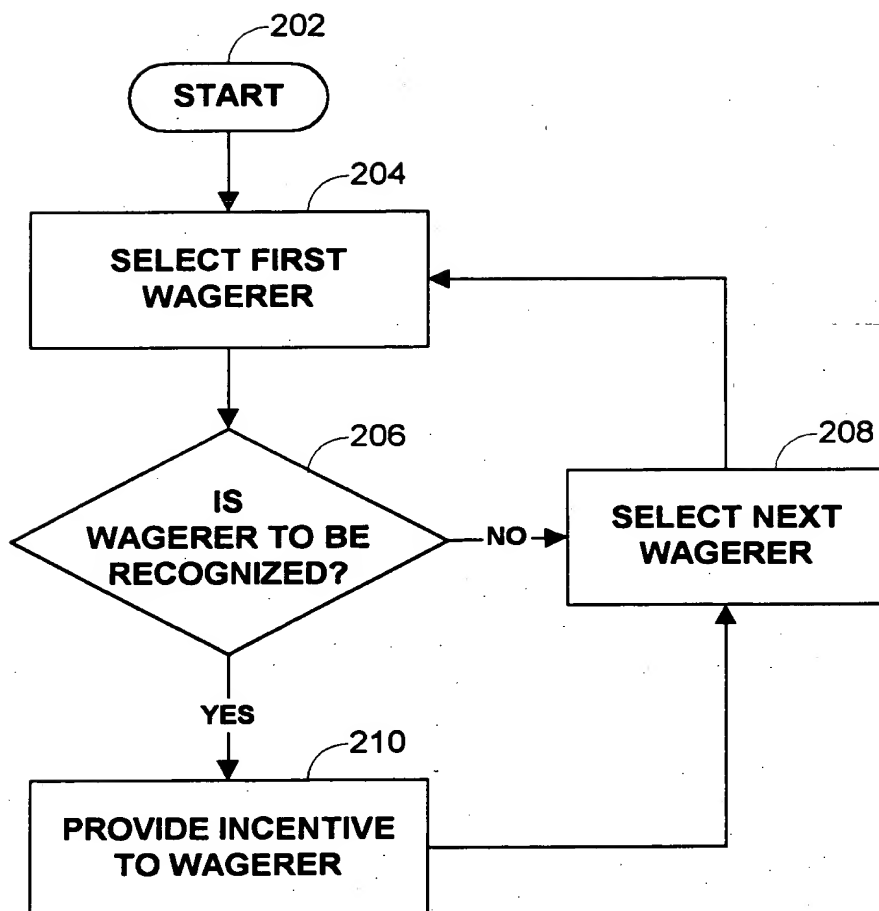 202
START
204
SELECT FIRST
WAGERER
206
IS
WAGERER TO BE
RECOGNIZED?
NO
208
SELECT NEXT
WAGERER
YES
210
PROVIDE INCENTIVE
TO WAGERER